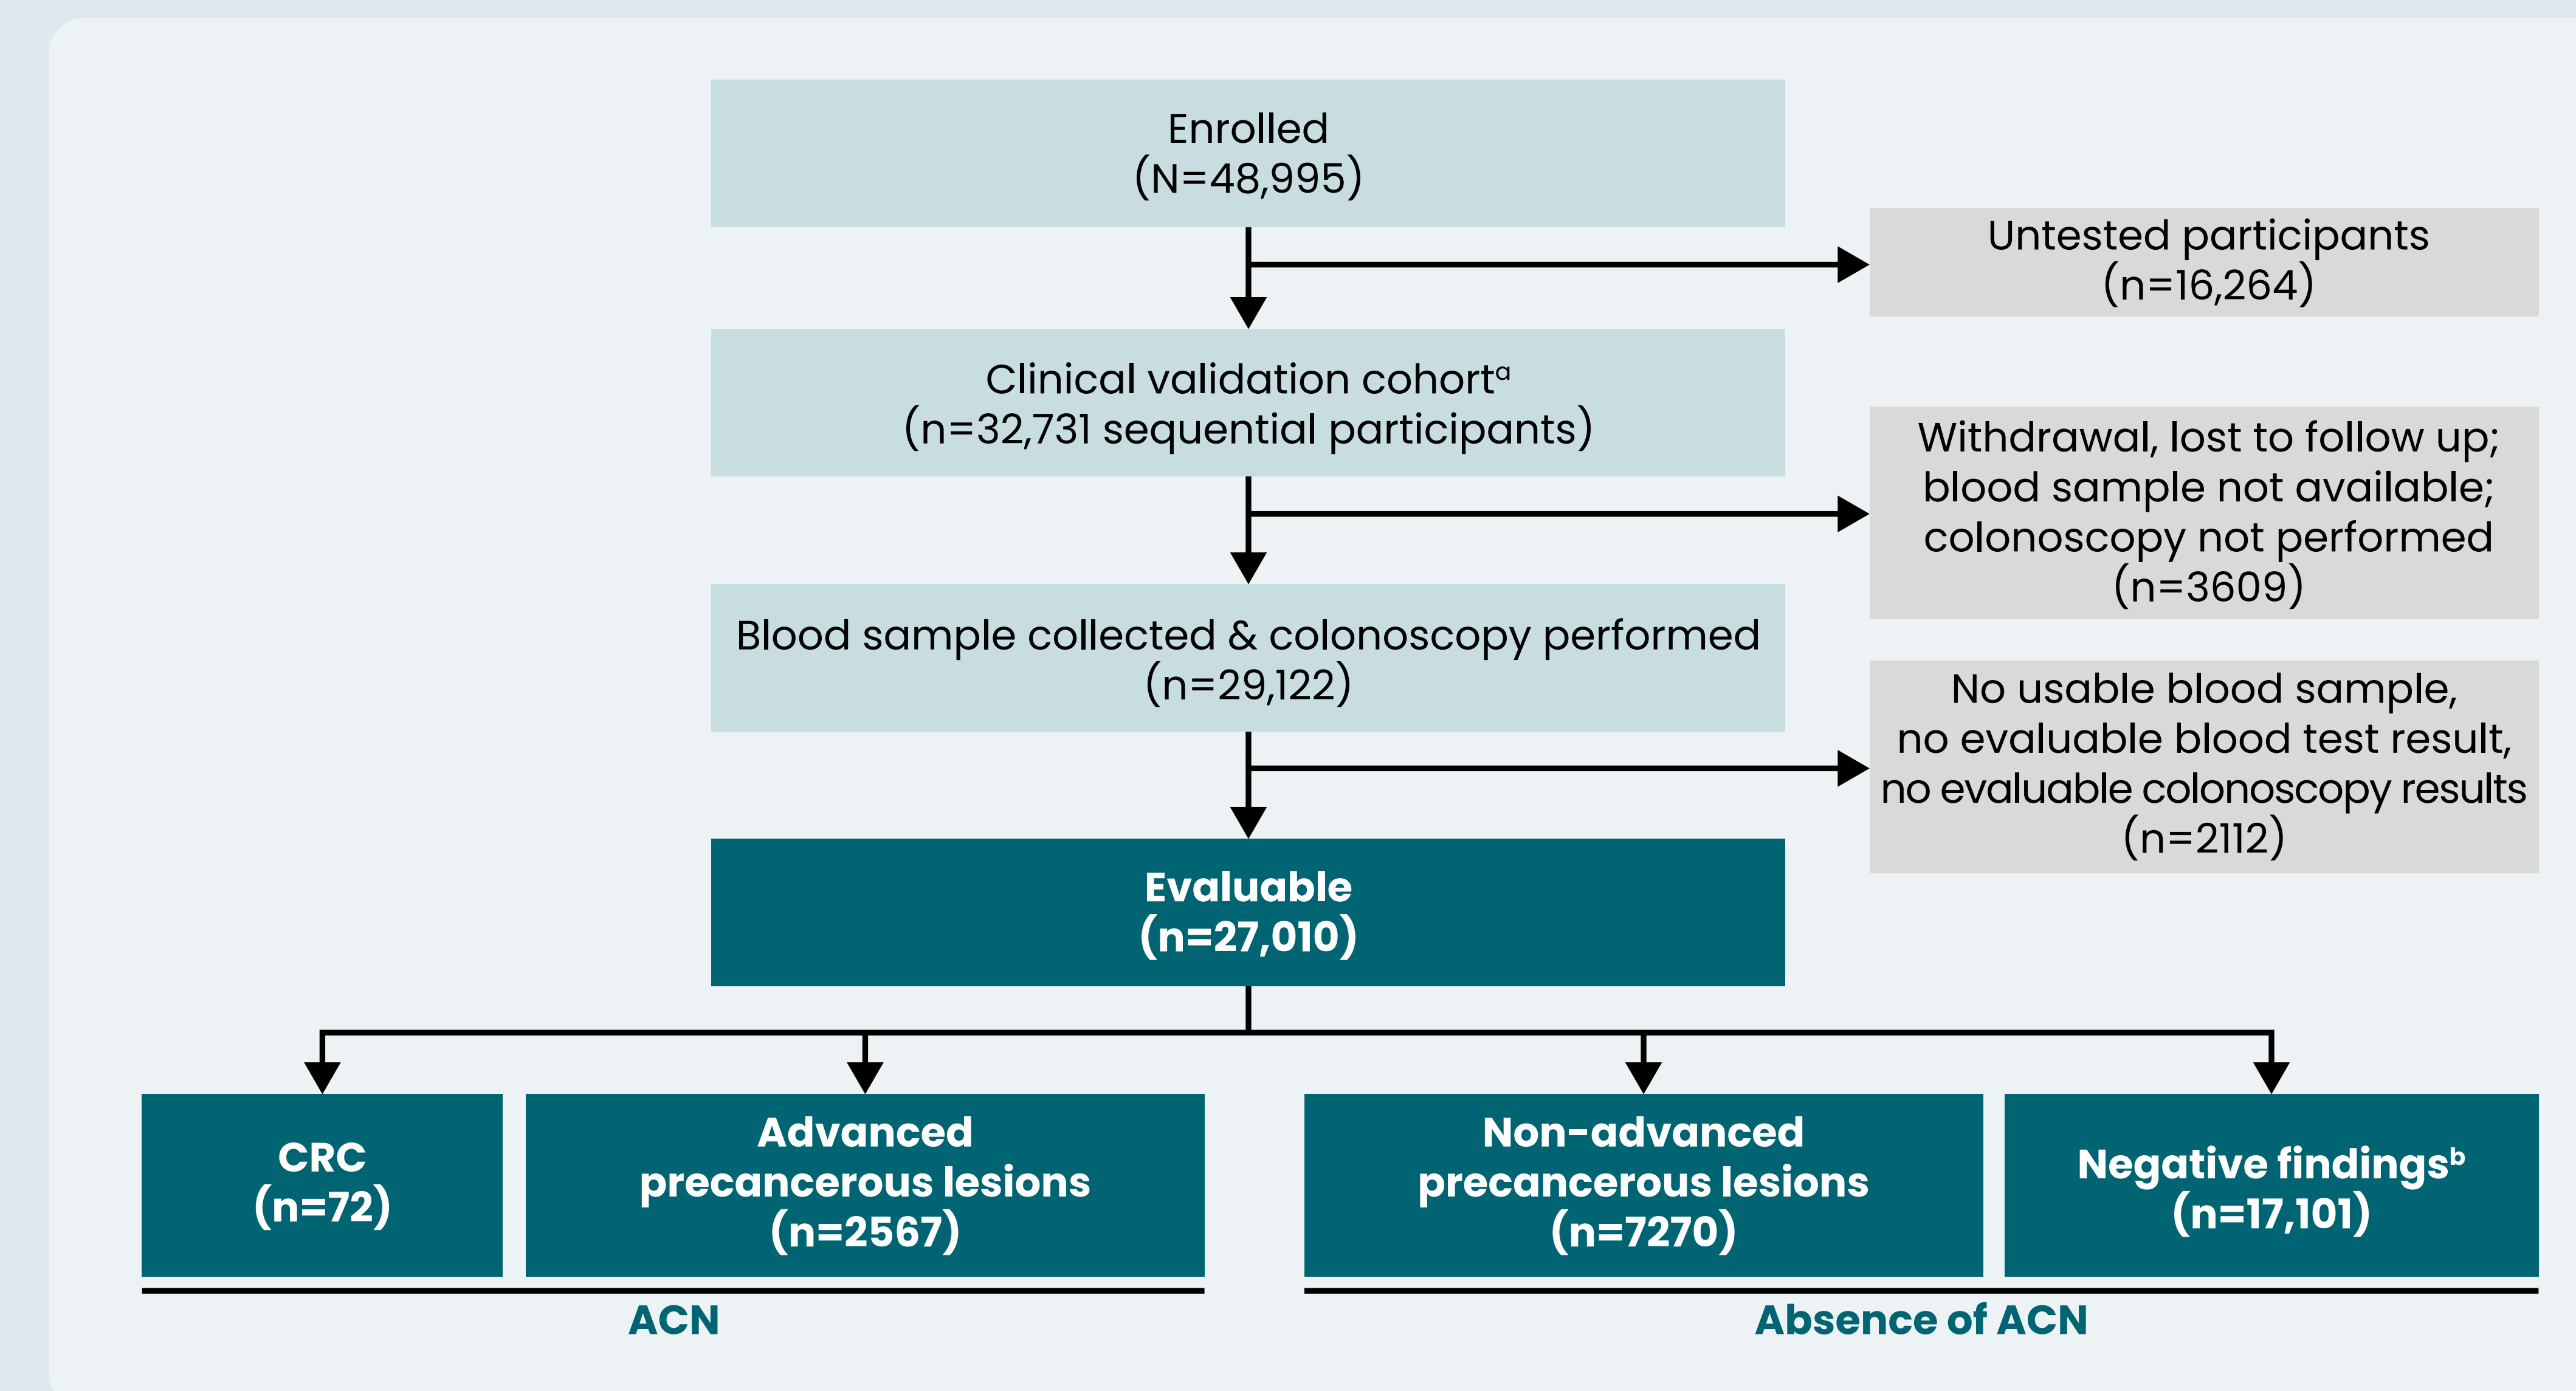 Enrolled
(N=48,995)
Untested participants
(n=16,264)
Clinical validation cohortᵃ
(n=32,731 sequential participants)
Withdrawal, lost to follow up;
blood sample not available;
colonoscopy not performed
(n=3609)
Blood sample collected & colonoscopy performed
(n=29,122)
No usable blood sample,
no evaluable blood test result,
no evaluable colonoscopy results
(n=2112)
Evaluable
(n=27,010)
CRC
(n=72)
Advanced
precancerous lesions
(n=2567)
Non-advanced
precancerous lesions
(n=7270)
Negative findingsᵇ
(n=17,101)
ACN
Absence of ACN